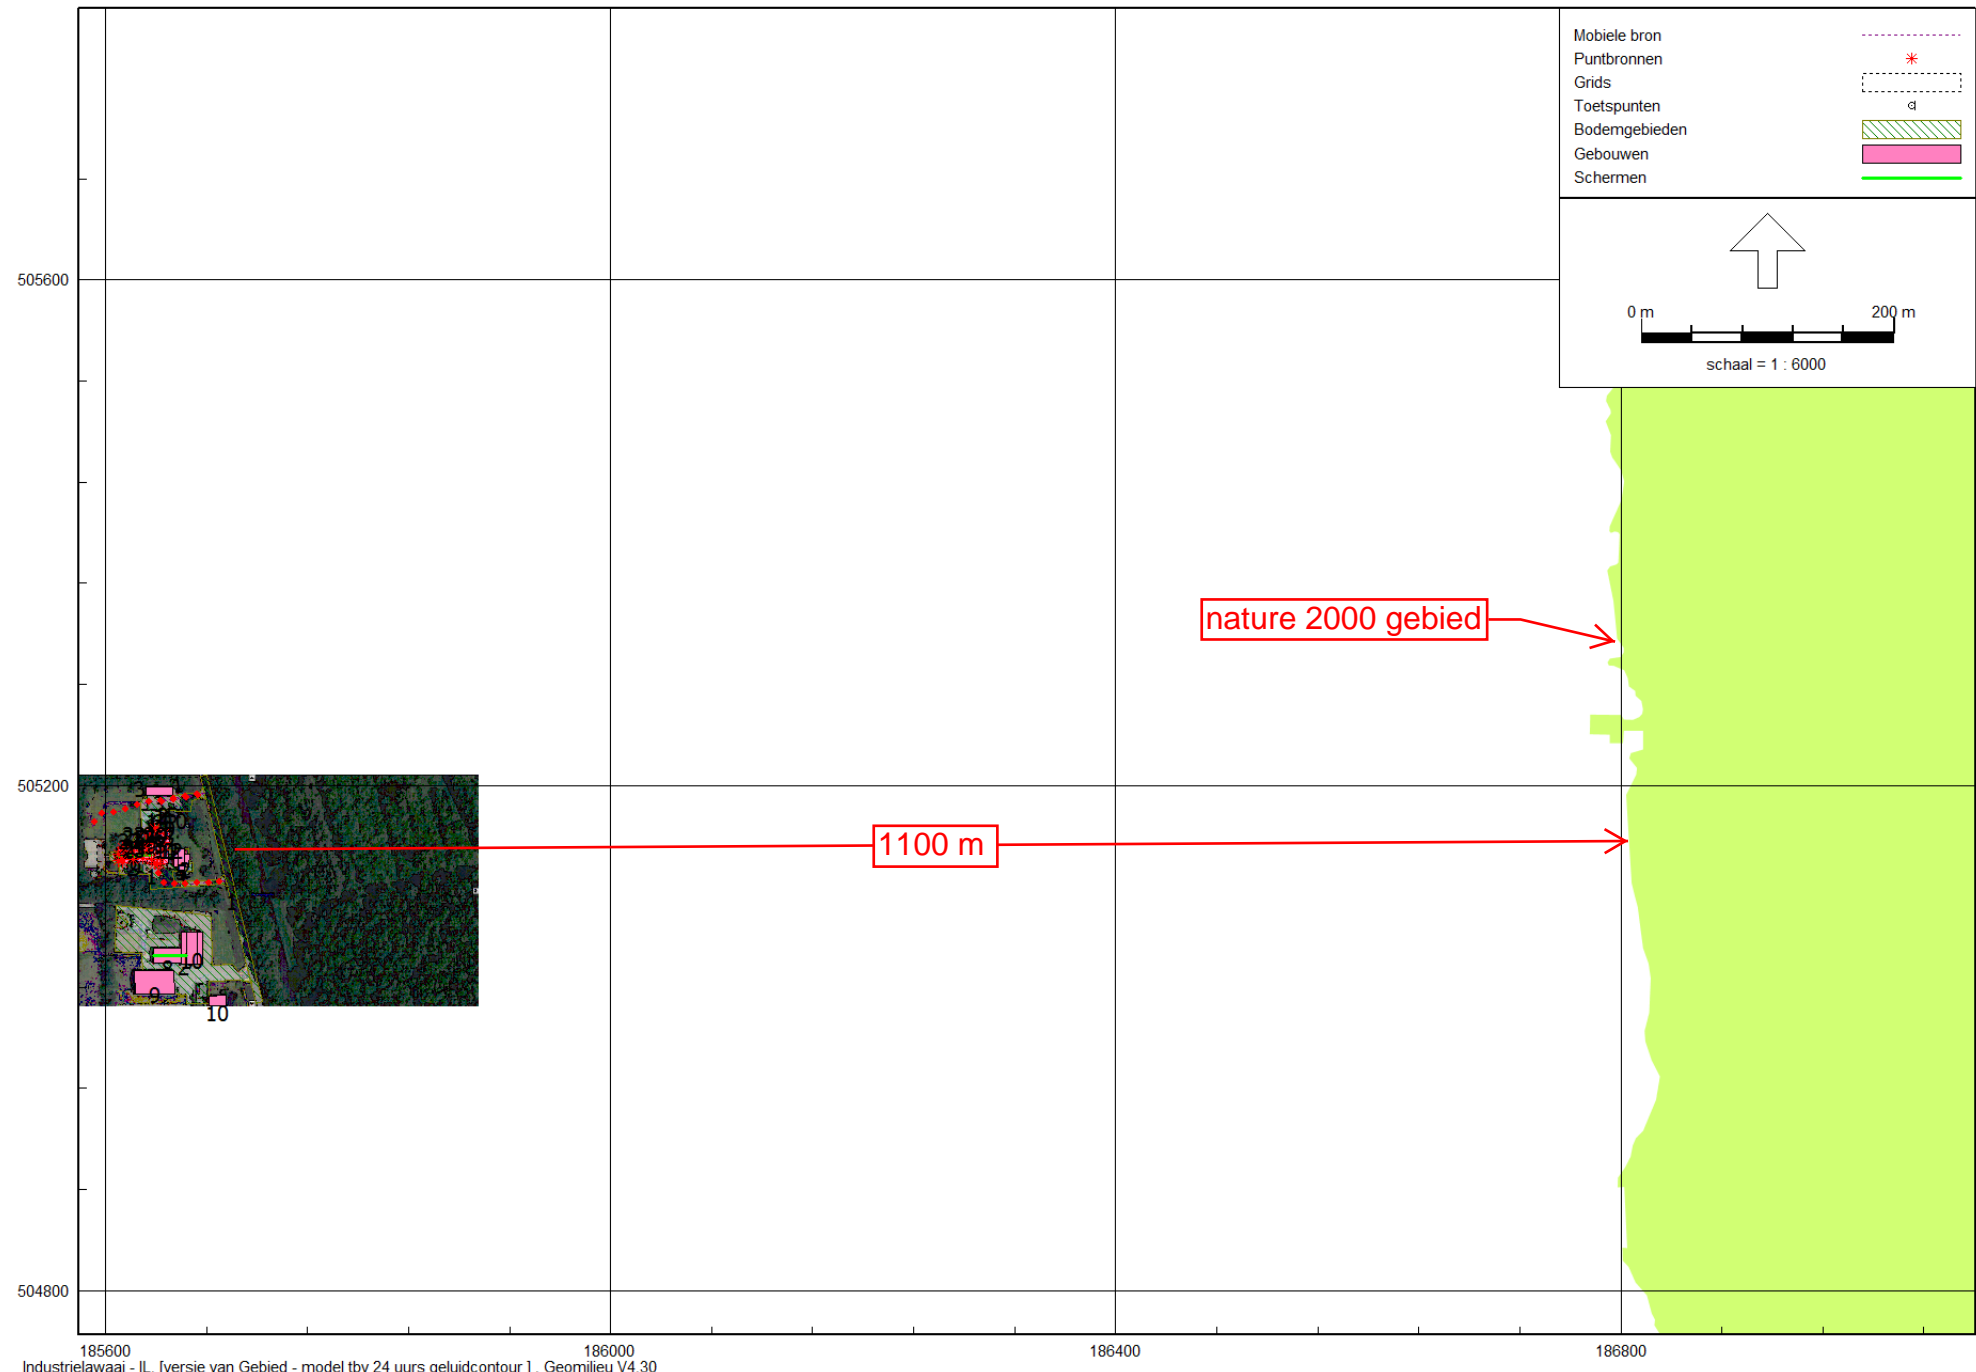 Mobiele bron
Puntbronnen
Grids
Toetspunten
Bodemgebieden
Gebouwen
Schermen
0 m 200 m
schaal = 1 : 6000
505600
nature 2000 gebied
505200
1100 m
10
9
10
504800
185600 186000 186400 186800
Industrielawaai - IL, [versie van Gebied - model tbv 24 uurs geluidcontour ] , Geomilieu V4.30